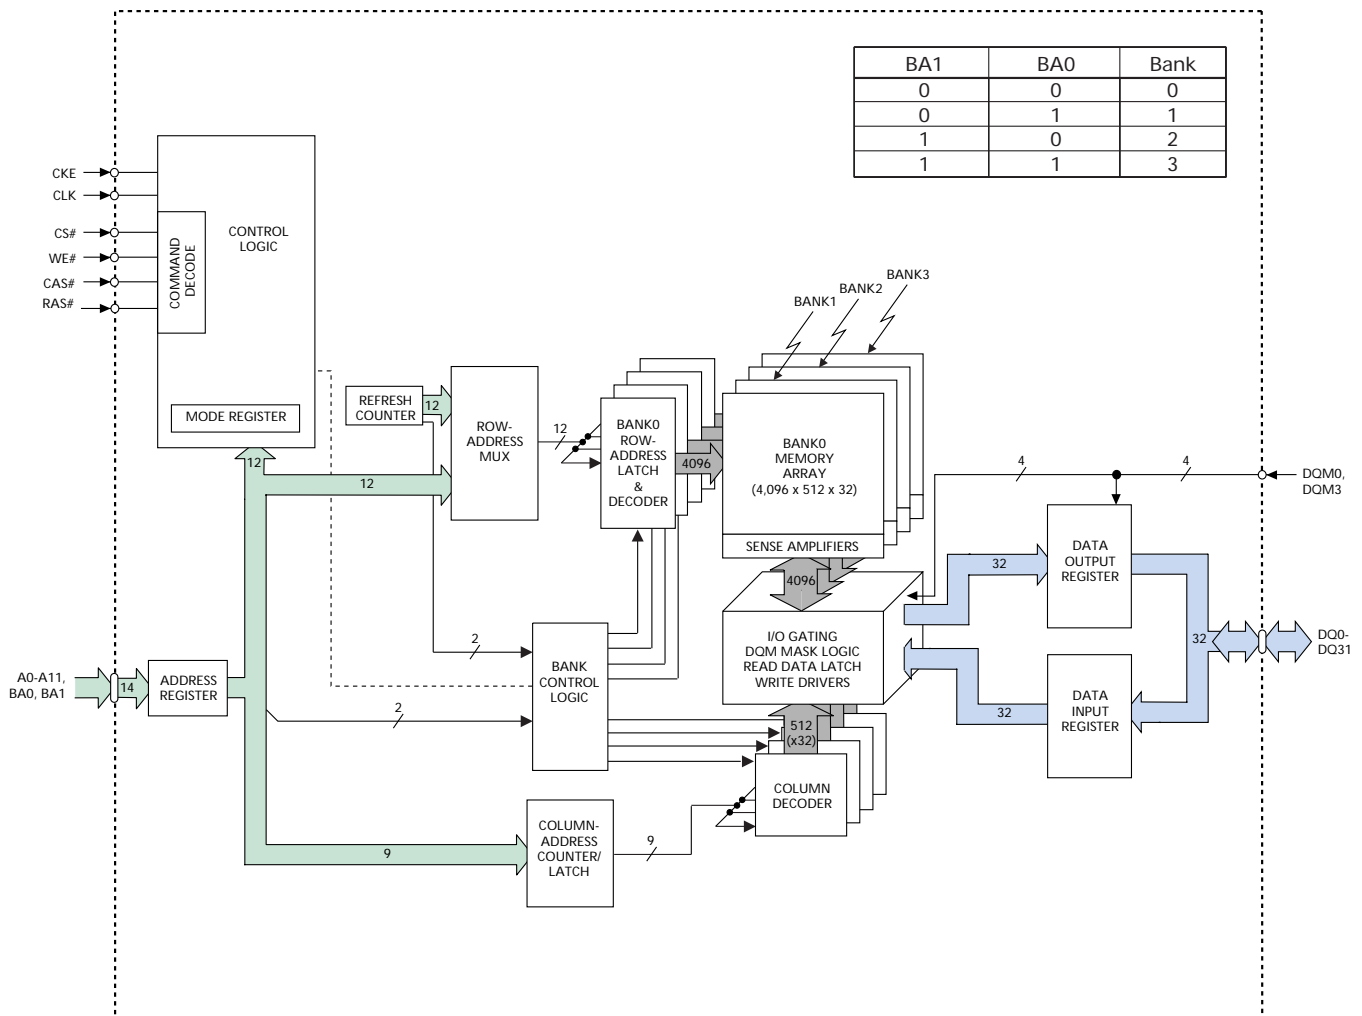 BA1 BA0 Bank
0 0 0
0 1 1
1 0 2
1 1 3
CKE
CLK
CS#
WE#
CAS#
RAS#
CONTROL
LOGIC
COMMAND
DECODE
MODE REGISTER
BANK3
BANK2
BANK1
REFRESH
COUNTER
12
ROW-
ADDRESS
MUX
12
BANK0
ROW-
ADDRESS
LATCH
&
DECODER
4096
BANK0
MEMORY
ARRAY
(4,096 x 512 x 32)
SENSE AMPLIFIERS
12
12
4096
4
4
DQM0,
DQM3
DATA
OUTPUT
REGISTER
32
I/O GATING
DQM MASK LOGIC
READ DATA LATCH
WRITE DRIVERS
32
DQ0-
DQ31
DATA
INPUT
REGISTER
32
A0-A11,
BA0, BA1
14
ADDRESS
REGISTER
2
2
BANK
CONTROL
LOGIC
512
(x32)
COLUMN
DECODER
9
COLUMN-
ADDRESS
COUNTER/
LATCH
9